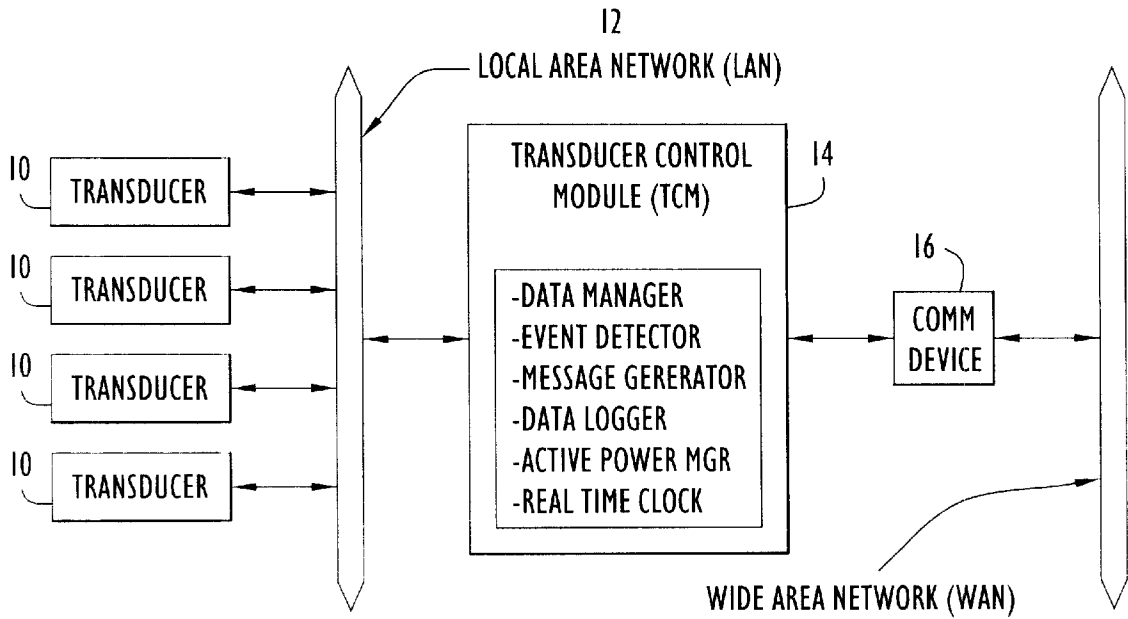 12
LOCAL AREA NETWORK (LAN)
10
TRANSDUCER
10
TRANSDUCER
10
TRANSDUCER
10
TRANSDUCER
TRANSDUCER CONTROL
MODULE (TCM)
14
-DATA MANAGER
-EVENT DETECTOR
-MESSAGE GERERATOR
-DATA LOGGER
-ACTIVE POWER MGR
-REAL TIME CLOCK
16
COMM
DEVICE
WIDE AREA NETWORK (WAN)